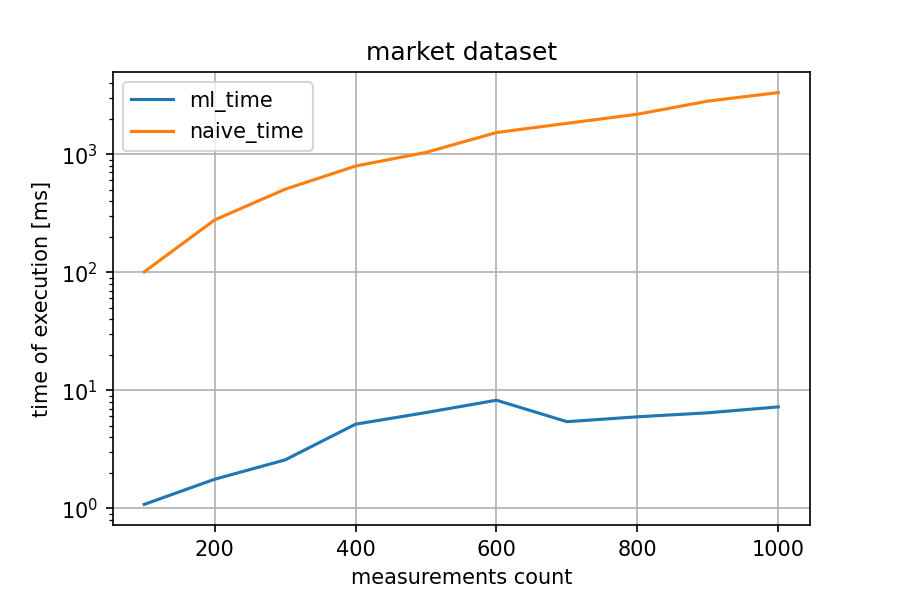 market dataset
ml_time
naive_time
10³
10²
10¹
10⁰
time of execution [ms]
200 400 600 800 1000
measurements count